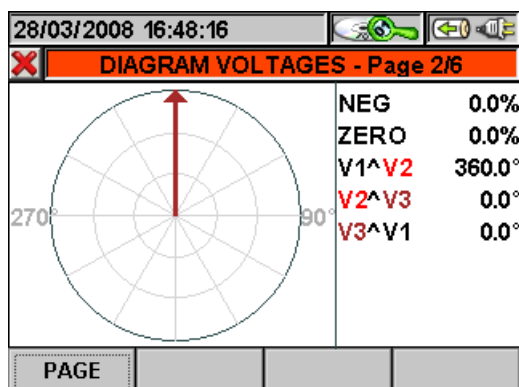 28/03/2008 16:48:16
DIAGRAM VOLTAGES - Page 2/6
NEG 0.0%
ZERO 0.0%
V1^V2 360.0°
V2^V3 0.0°
V3^V1 0.0°
270°
90°
PAGE